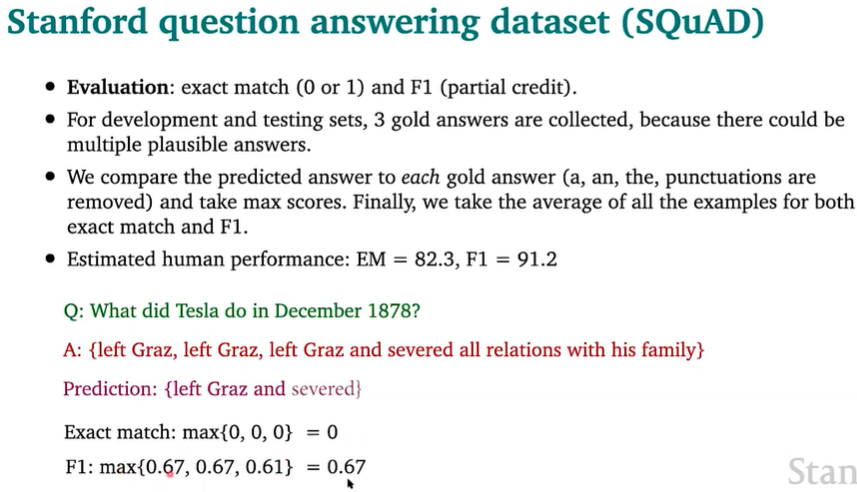 Stanford question answering dataset (SQuAD)
• Evaluation: exact match (0 or 1) and F1 (partial credit).
• For development and testing sets, 3 gold answers are collected, because there could be
multiple plausible answers.
• We compare the predicted answer to each gold answer (a, an, the, punctuations are
removed) and take max scores. Finally, we take the average of all the examples for both
exact match and F1.
• Estimated human performance: EM = 82.3, F1 = 91.2
Q: What did Tesla do in December 1878?
A: {left Graz, left Graz, left Graz and severed all relations with his family}
Prediction: {left Graz and severed}
Exact match: max{0, 0, 0} = 0
F1: max{0.67, 0.67, 0.61} = 0.67
Stan